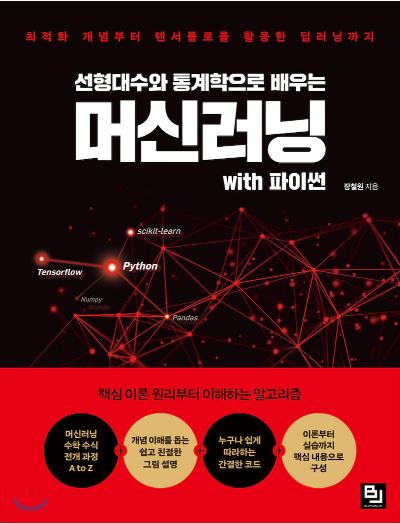 최적화 개념부터 텐서플로를 활용한 딥러닝까지
선형대수와 통계학으로 배우는
머신러닝
with 파이썬
장철원 지음
scikit-learn
Tensorflow
Python
Numpy
Pandas
핵심 이론 원리부터 이해하는 알고리즘
머신러닝
수학 수식
전개 과정
A to Z
+
개념 이해를 돕는
쉽고 친절한
그림 설명
+
누구나 쉽게
따라하는
간결한 코드
+
이론부터
실습까지
핵심 내용으로
구성
BJ